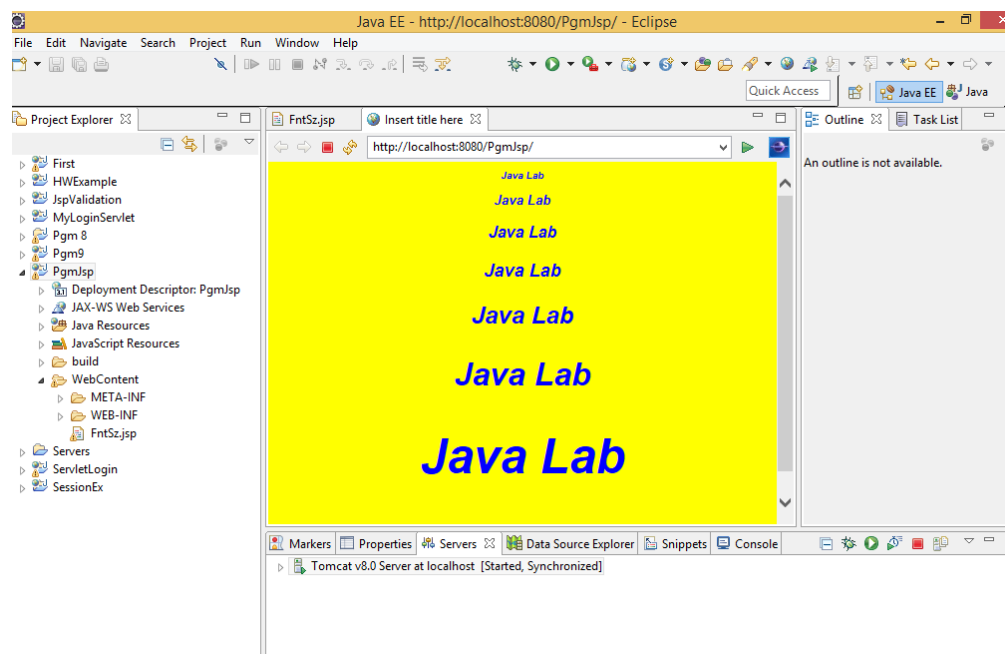 Java EE - http://localhost:8080/PgmJsp/ - Eclipse
File Edit Navigate Search Project Run Window Help
Quick Access
Java EE
Java
Project Explorer
First
HWExample
JspValidation
MyLoginServlet
Pgm 8
Pgm9
PgmJsp
Deployment Descriptor: PgmJsp
JAX-WS Web Services
Java Resources
JavaScript Resources
build
WebContent
META-INF
WEB-INF
FntSz.jsp
Servers
ServletLogin
SessionEx
FntSz.jsp
Insert title here
http://localhost:8080/PgmJsp/
Java Lab
Java Lab
Java Lab
Java Lab
Java Lab
Java Lab
Java Lab
Outline
Task List
An outline is not available.
Markers
Properties
Servers
Data Source Explorer
Snippets
Console
Tomcat v8.0 Server at localhost [Started, Synchronized]